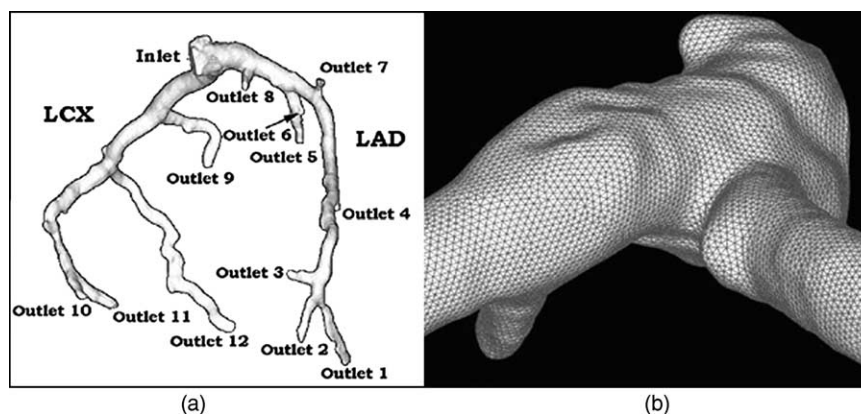 Inlet
Outlet 7
LCX
Outlet 8
Outlet 6
LAD
Outlet 5
Outlet 9
Outlet 4
Outlet 3
Outlet 10
Outlet 11
Outlet 12
Outlet 2
Outlet 1
(a)
(b)